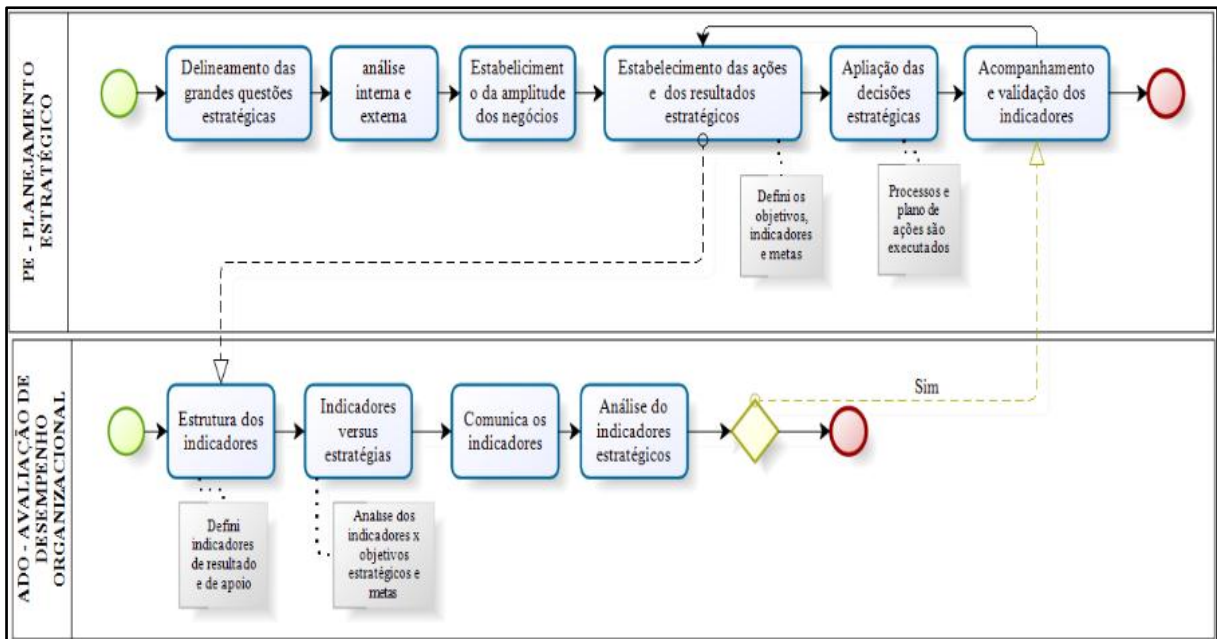 PE - PLANEJAMENTO
ESTRATÉGICO
Delineamento das
grandes questões
estratégicas
análise
interna e
externa
Estabeliciment
o da amplitude
dos negócios
Estabelecimento das ações
e dos resultados
estratégicos
Apliação das
decisões
estratégicas
Acompanhamento
e validação dos
indicadores
Defini os
objetivos,
indicadores
e metas
Processos e
plano de
ações são
executados
ADO - AVALIAÇÃO DE
DESEMPENHO
ORGANIZACIONAL
Estrutura dos
indicadores
Indicadores
versus
estratégias
Comunica os
indicadores
Análise do
indicadores
estratégicos
Sim
Defini
indicadores
de resultado
e de apoio
Analise dos
indicadores x
objetivos
estratégicos e
metas